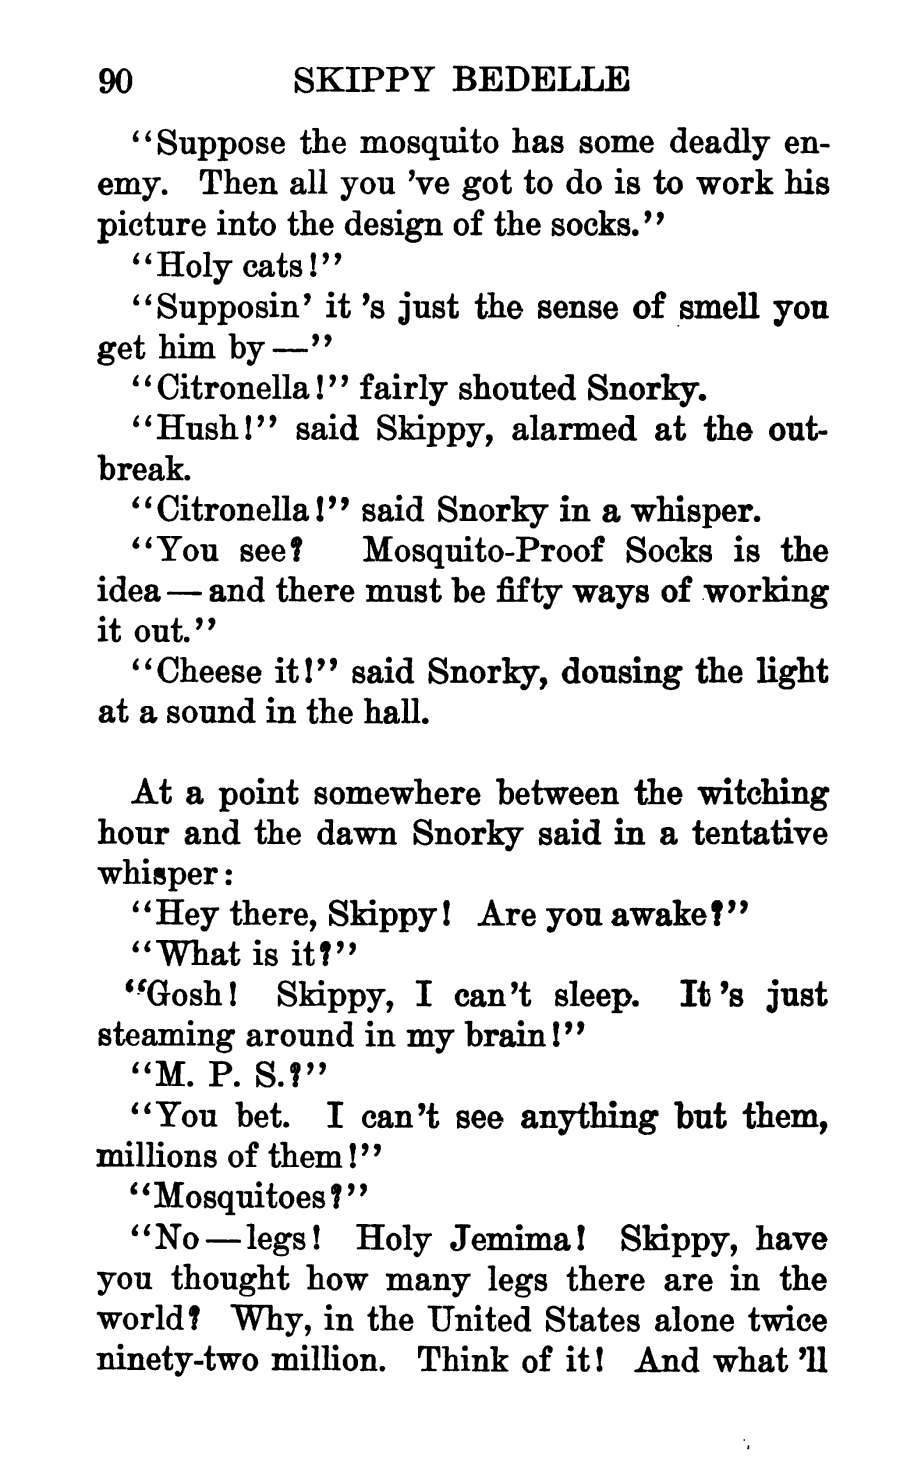 90 SKIPPY BEDELLE
"Suppose the mosquito has some deadly en-
emy. Then all you 've got to do is to work his
picture into the design of the socks."
"Holy cats!"
"Supposin' it 's just the sense of smell you
get him by—"
"Citronella!" fairly shouted Snorky.
"Hush!" said Skippy, alarmed at the out-
break.
"Citronella!" said Snorky in a whisper.
"You see? Mosquito-Proof Socks is the
idea—and there must be fifty ways of working
it out."
"Cheese it!" said Snorky, dousing the light
at a sound in the hall.
At a point somewhere between the witching
hour and the dawn Snorky said in a tentative
whisper:
"Hey there, Skippy! Are you awake?"
"What is it?"
"Gosh! Skippy, I can't sleep. It 's just
steaming around in my brain!"
"M. P. S.?"
"You bet. I can't see anything but them,
millions of them!"
"Mosquitoes?"
"No—legs! Holy Jemima! Skippy, have
you thought how many legs there are in the
world? Why, in the United States alone twice
ninety-two million. Think of it! And what 'll